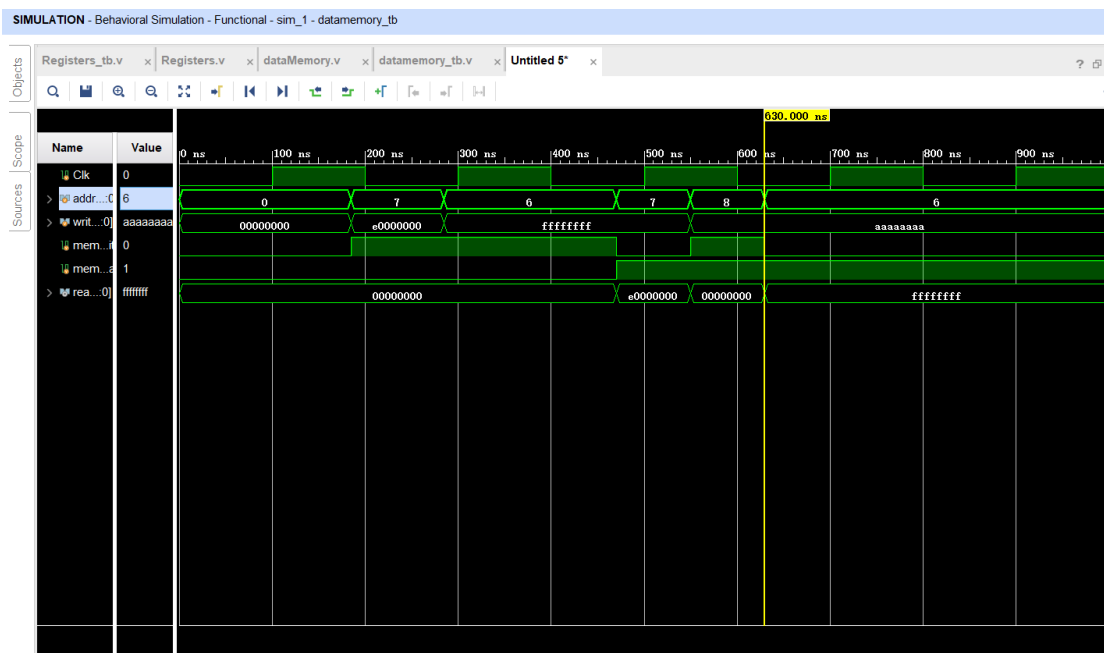 SIMULATION - Behavioral Simulation - Functional - sim_1 - datamemory_tb
Objects
Scope
Sources
Registers_tb.v × Registers.v × dataMemory.v × datamemory_tb.v × Untitled 5* ×
?
630.000 ns
Name Value
0 ns 100 ns 200 ns 300 ns 400 ns 500 ns 600 ns 700 ns 800 ns 900 ns
Clk 0
addr...:0 6 0 7 6 7 8 6
writ...:0] aaaaaaaa 00000000 e0000000 ffffffff aaaaaaaa
mem...it 0
mem...a 1
rea...:0] ffffffff 00000000 e0000000 00000000 ffffffff